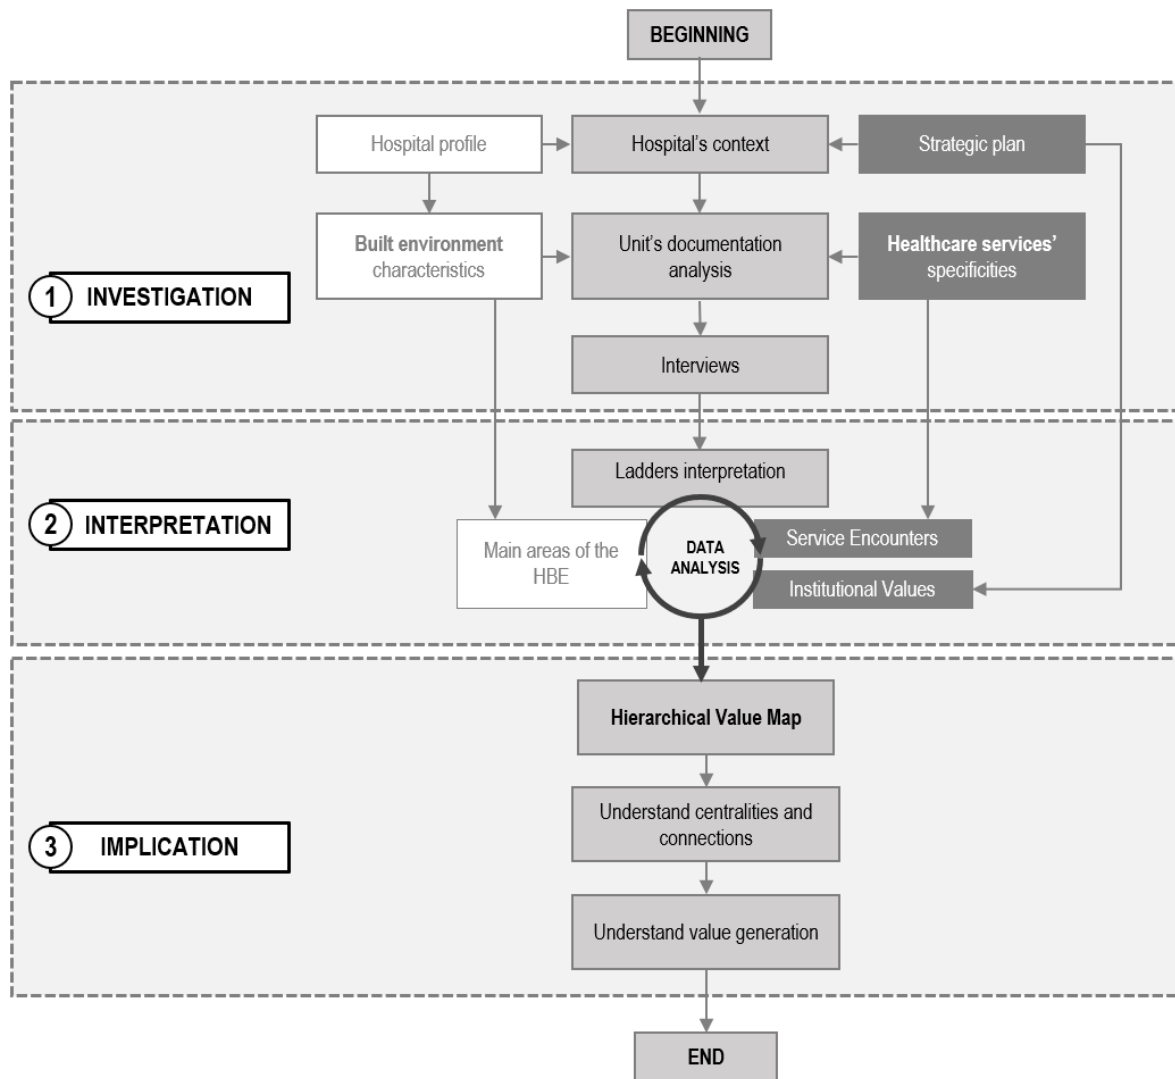 BEGINNING
Hospital profile
Hospital's context
Strategic plan
Built environment
characteristics
Unit's documentation
analysis
Healthcare services'
specificities
1 INVESTIGATION
Interviews
Ladders interpretation
2 INTERPRETATION
Main areas of the
HBE
DATA
ANALYSIS
Service Encounters
Institutional Values
Hierarchical Value Map
Understand centralities and
connections
3 IMPLICATION
Understand value generation
END